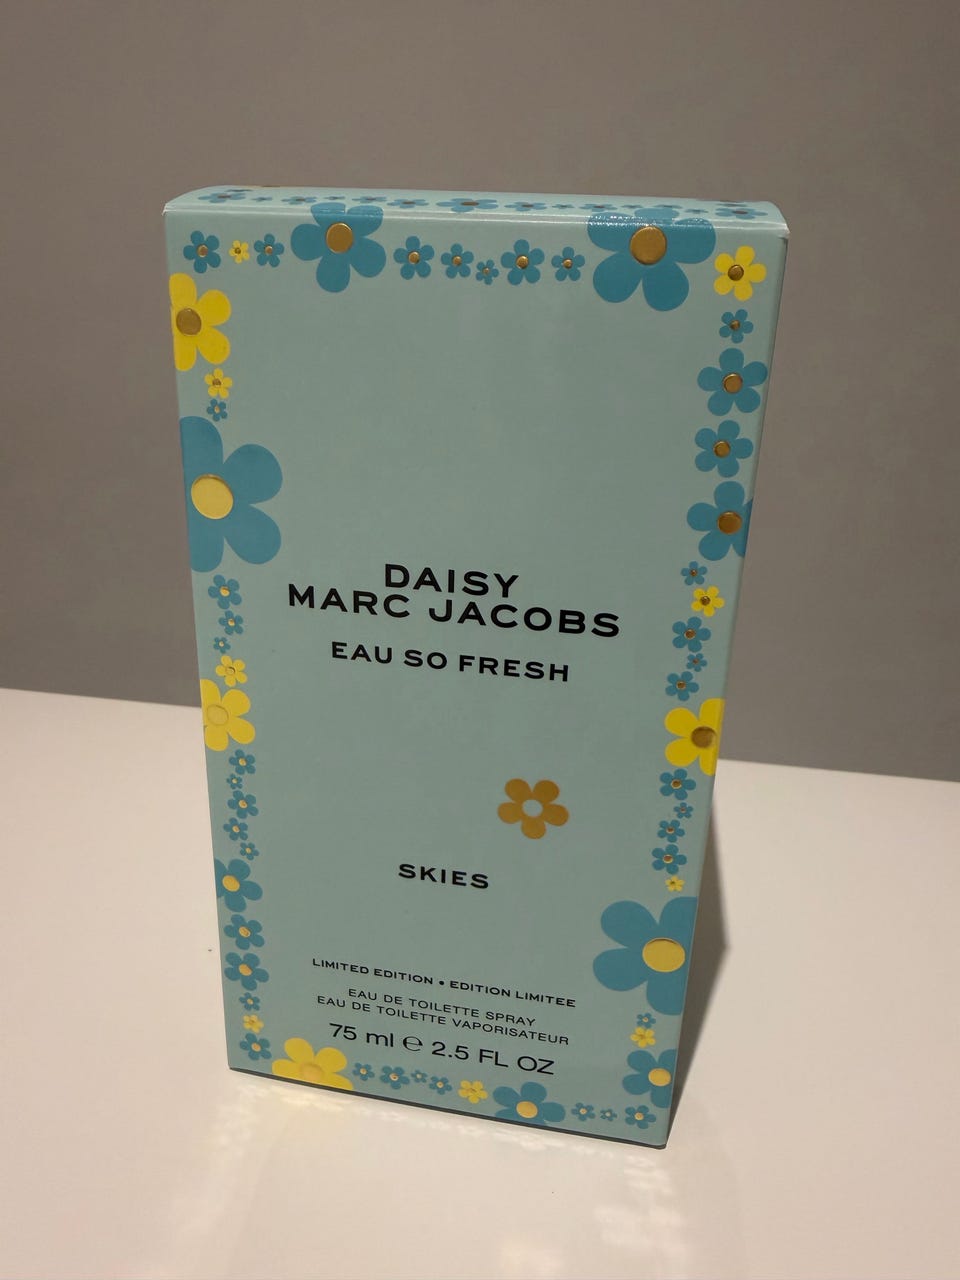 DAISY
MARC JACOBS
EAU SO FRESH
SKIES
LIMITED EDITION • EDITION LIMITEE
EAU DE TOILETTE SPRAY
EAU DE TOILETTE VAPORISATEUR
75 ml ℮ 2.5 FL OZ